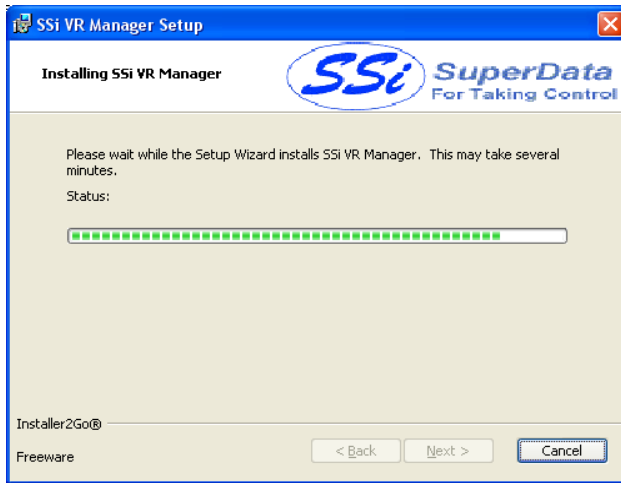 SSi VR Manager Setup
Installing SSi VR Manager
SSi
SuperData
For Taking Control
Please wait while the Setup Wizard installs SSi VR Manager. This may take several
minutes.
Status:
Installer2Go®
Freeware
< Back
Next >
Cancel